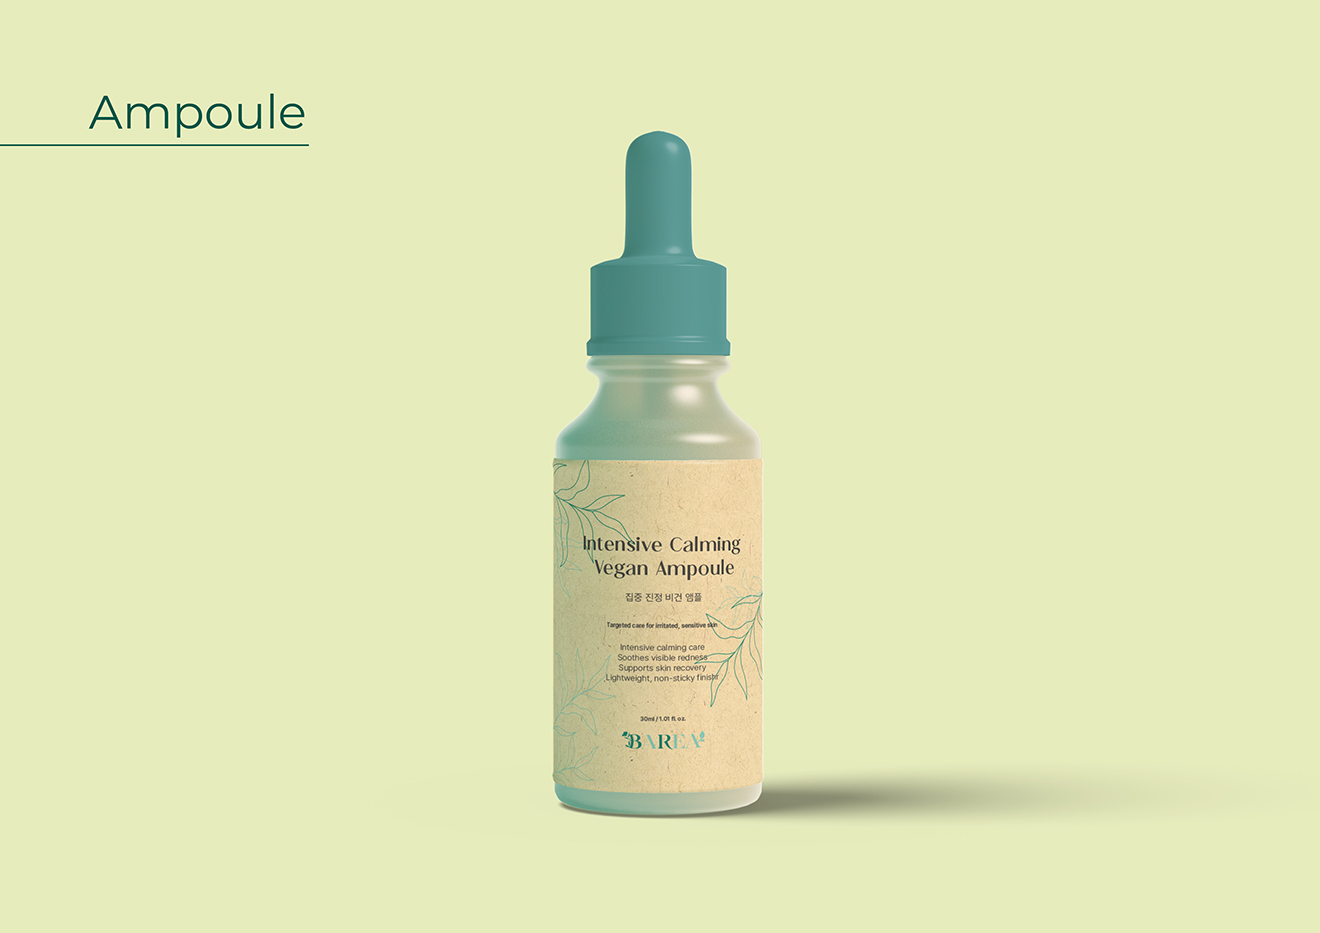 Ampoule
Intensive Calming
Vegan Ampoule
집중 진정 비건 앰플
Targeted care for irritated, sensitive skin
Intensive calming care
Soothes visible redness
Supports skin recovery
Lightweight, non-sticky finish
30ml / 1.01 fl. oz.
BAREA